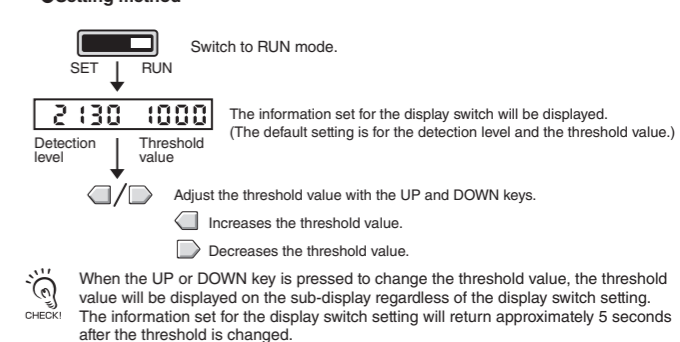 ●Setting method
Switch to RUN mode.
SET RUN
2130 1000
The information set for the display switch will be displayed.
(The default setting is for the detection level and the threshold value.)
Detection level
Threshold value
/
Adjust the threshold value with the UP and DOWN keys.
Increases the threshold value.
Decreases the threshold value.
CHECK!
When the UP or DOWN key is pressed to change the threshold value, the threshold
value will be displayed on the sub-display regardless of the display switch setting.
The information set for the display switch setting will return approximately 5 seconds
after the threshold is changed.